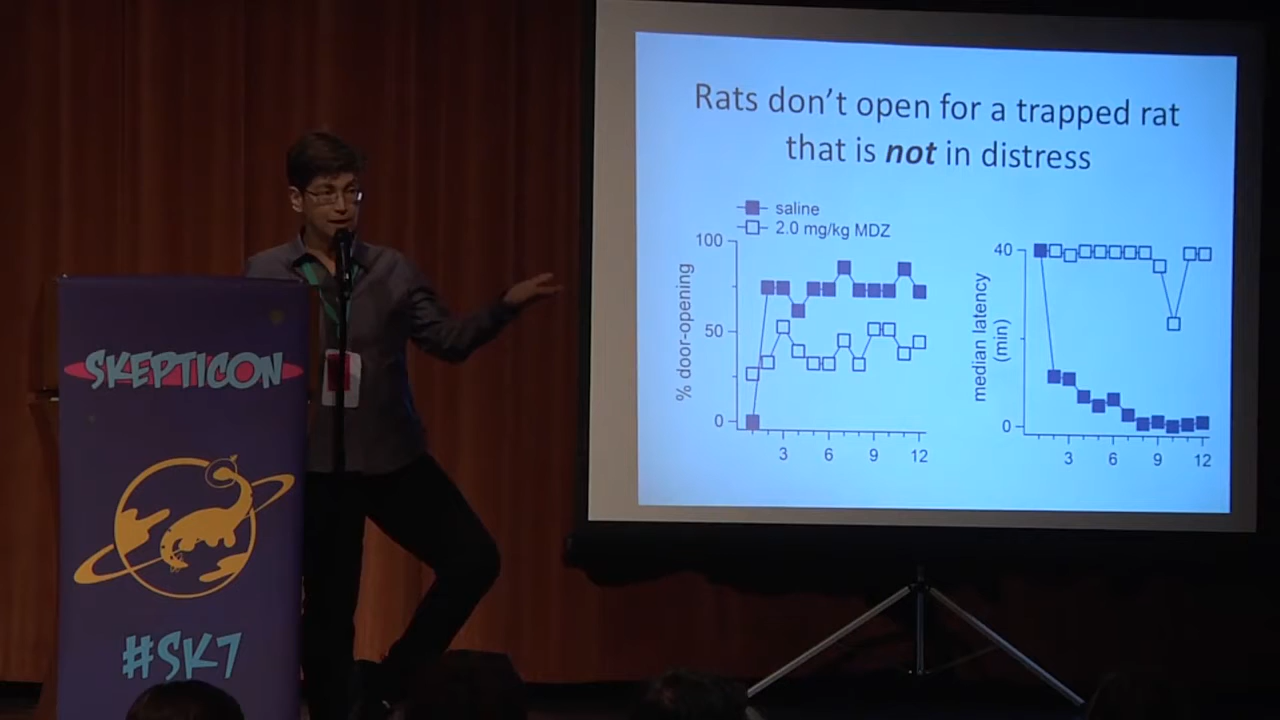 SKEPTICON
#SK7
Rats don't open for a trapped rat
that is not in distress
saline
2.0 mg/kg MDZ
% door-opening
100
50
0
3 6 9 12
median latency
(min)
40
0
3 6 9 12